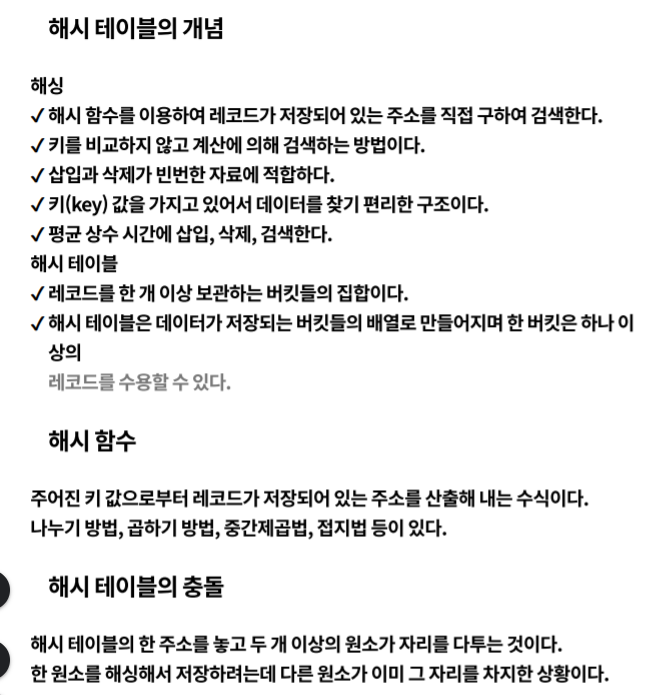 해시 테이블의 개념
해싱
✓ 해시 함수를 이용하여 레코드가 저장되어 있는 주소를 직접 구하여 검색한다.
✓ 키를 비교하지 않고 계산에 의해 검색하는 방법이다.
✓ 삽입과 삭제가 빈번한 자료에 적합하다.
✓ 키(key) 값을 가지고 있어서 데이터를 찾기 편리한 구조이다.
✓ 평균 상수 시간에 삽입, 삭제, 검색한다.
해시 테이블
✓ 레코드를 한 개 이상 보관하는 버킷들의 집합이다.
✓ 해시 테이블은 데이터가 저장되는 버킷들의 배열로 만들어지며 한 버킷은 하나 이
상의
레코드를 수용할 수 있다.
해시 함수
주어진 키 값으로부터 레코드가 저장되어 있는 주소를 산출해 내는 수식이다.
나누기 방법, 곱하기 방법, 중간제곱법, 접지법 등이 있다.
해시 테이블의 충돌
해시 테이블의 한 주소를 놓고 두 개 이상의 원소가 자리를 다투는 것이다.
한 원소를 해싱해서 저장하려는데 다른 원소가 이미 그 자리를 차지한 상황이다.